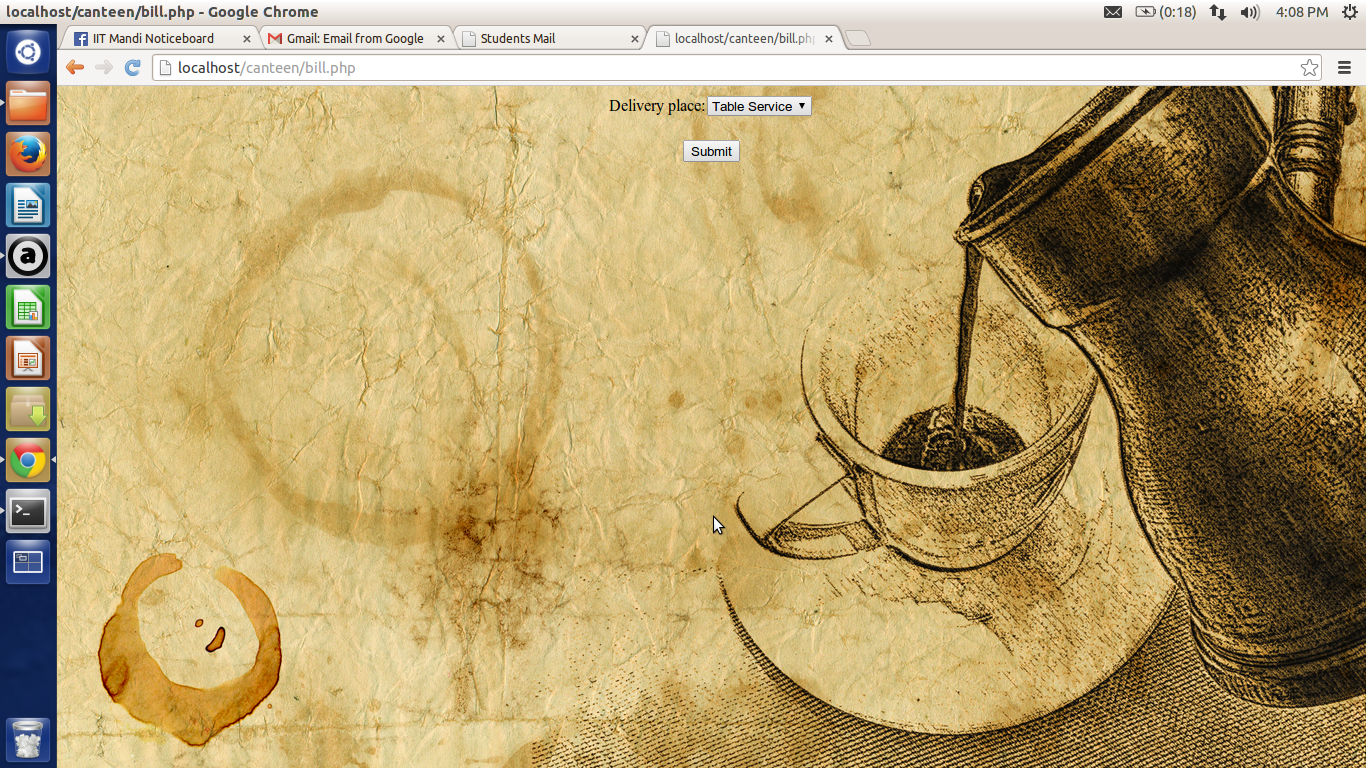 localhost/canteen/bill.php - Google Chrome
(0:18)
4:08 PM
IIT Mandi Noticeboard
Gmail: Email from Google
Students Mail
localhost/canteen/bill.php
localhost/canteen/bill.php
Delivery place: Table Service
Submit